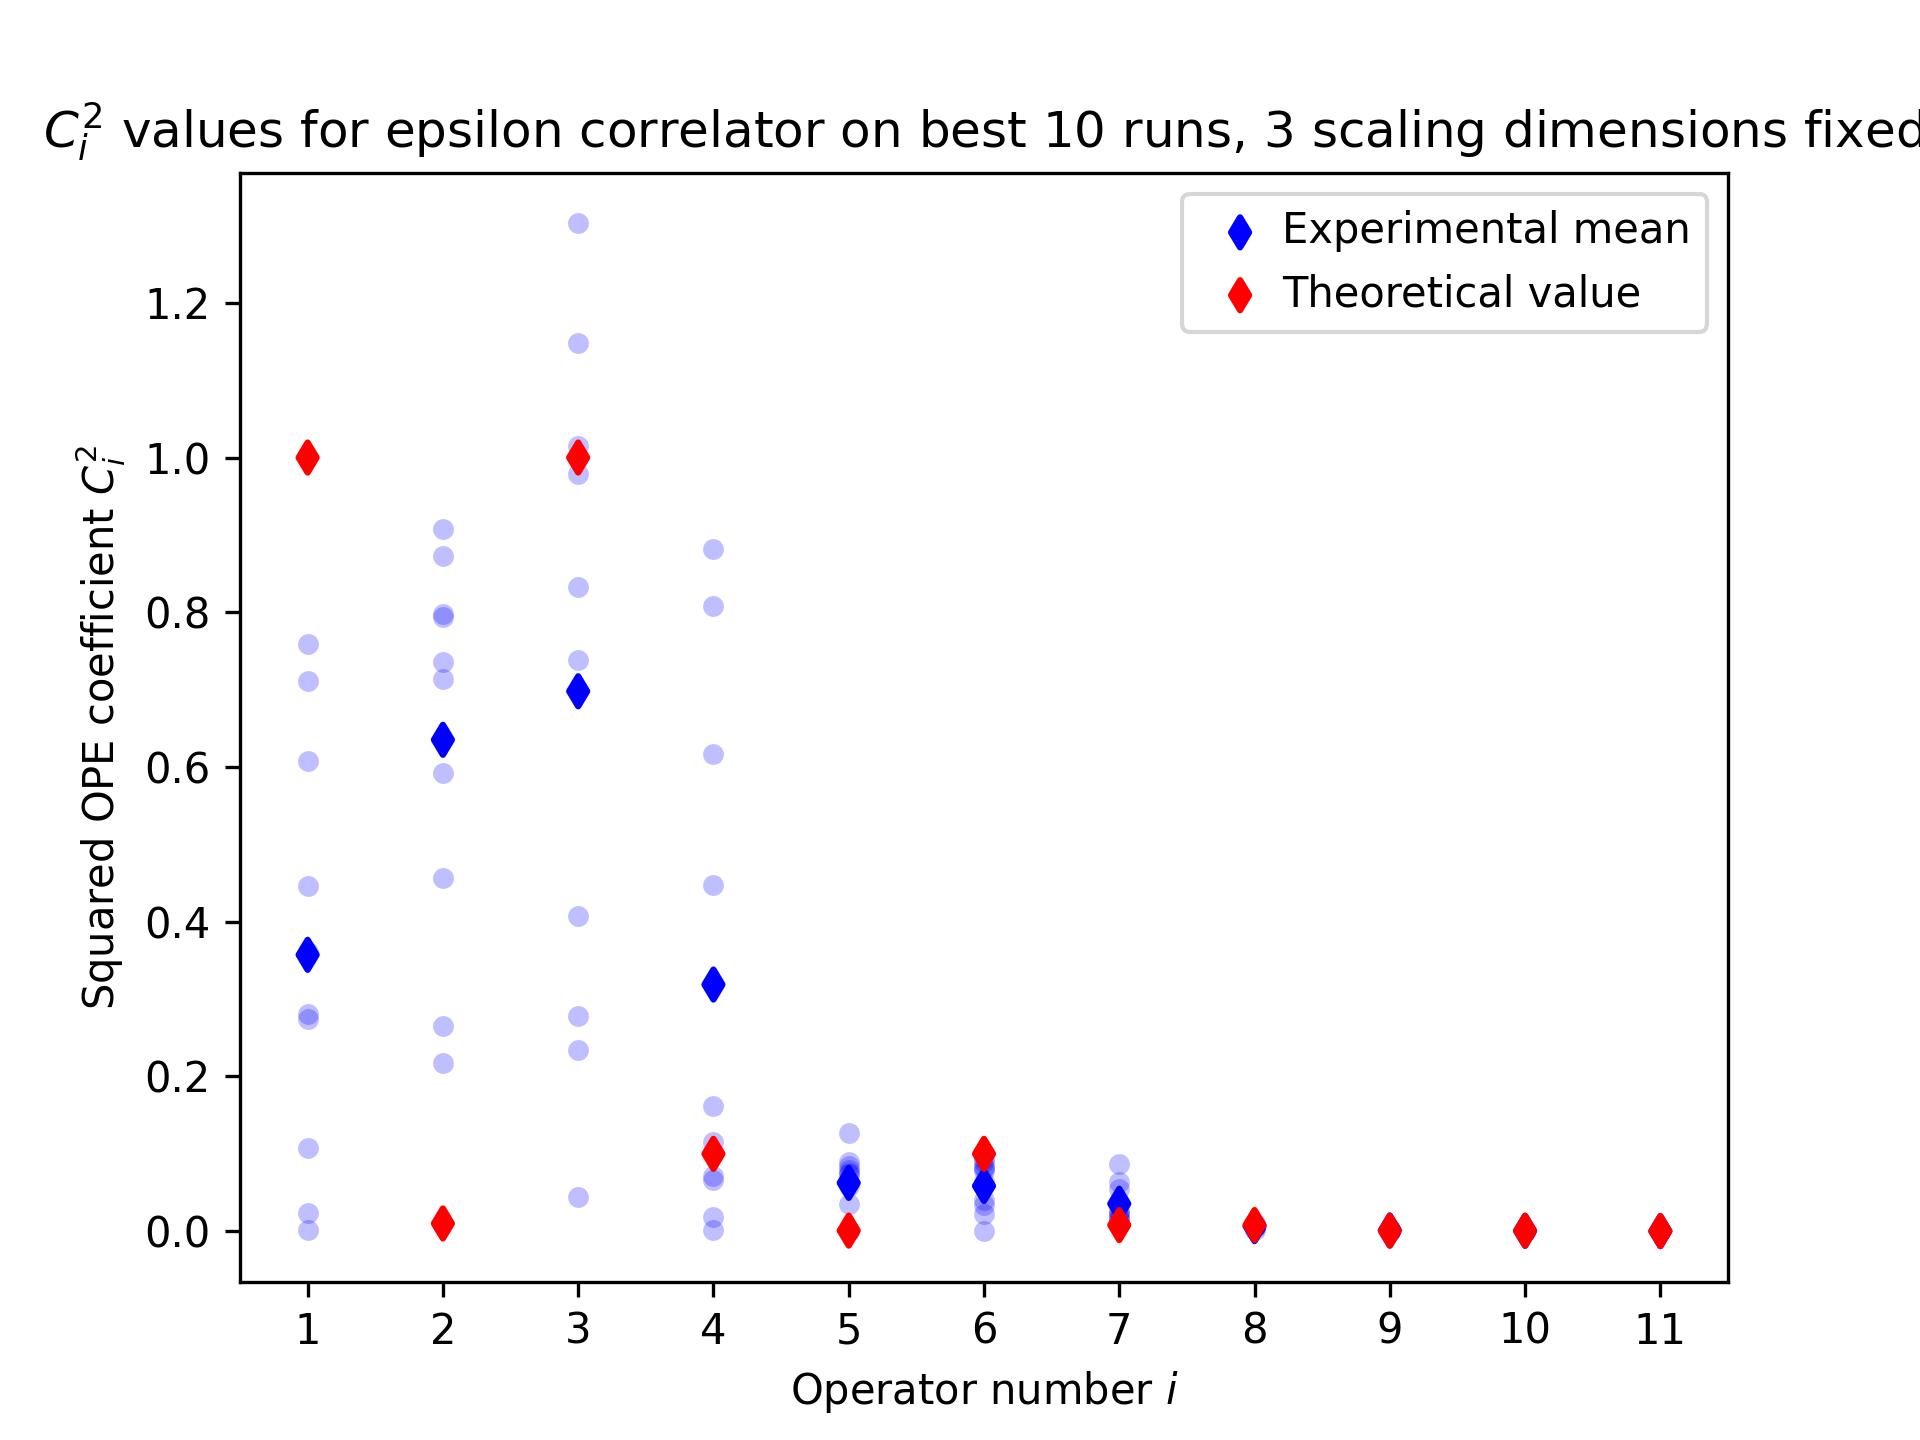 C_i^2 values for epsilon correlator on best 10 runs, 3 scaling dimensions fixed
Experimental mean
Theoretical value
Squared OPE coefficient C_i^2
1.2
1.0
0.8
0.6
0.4
0.2
0.0
1 2 3 4 5 6 7 8 9 10 11
Operator number i